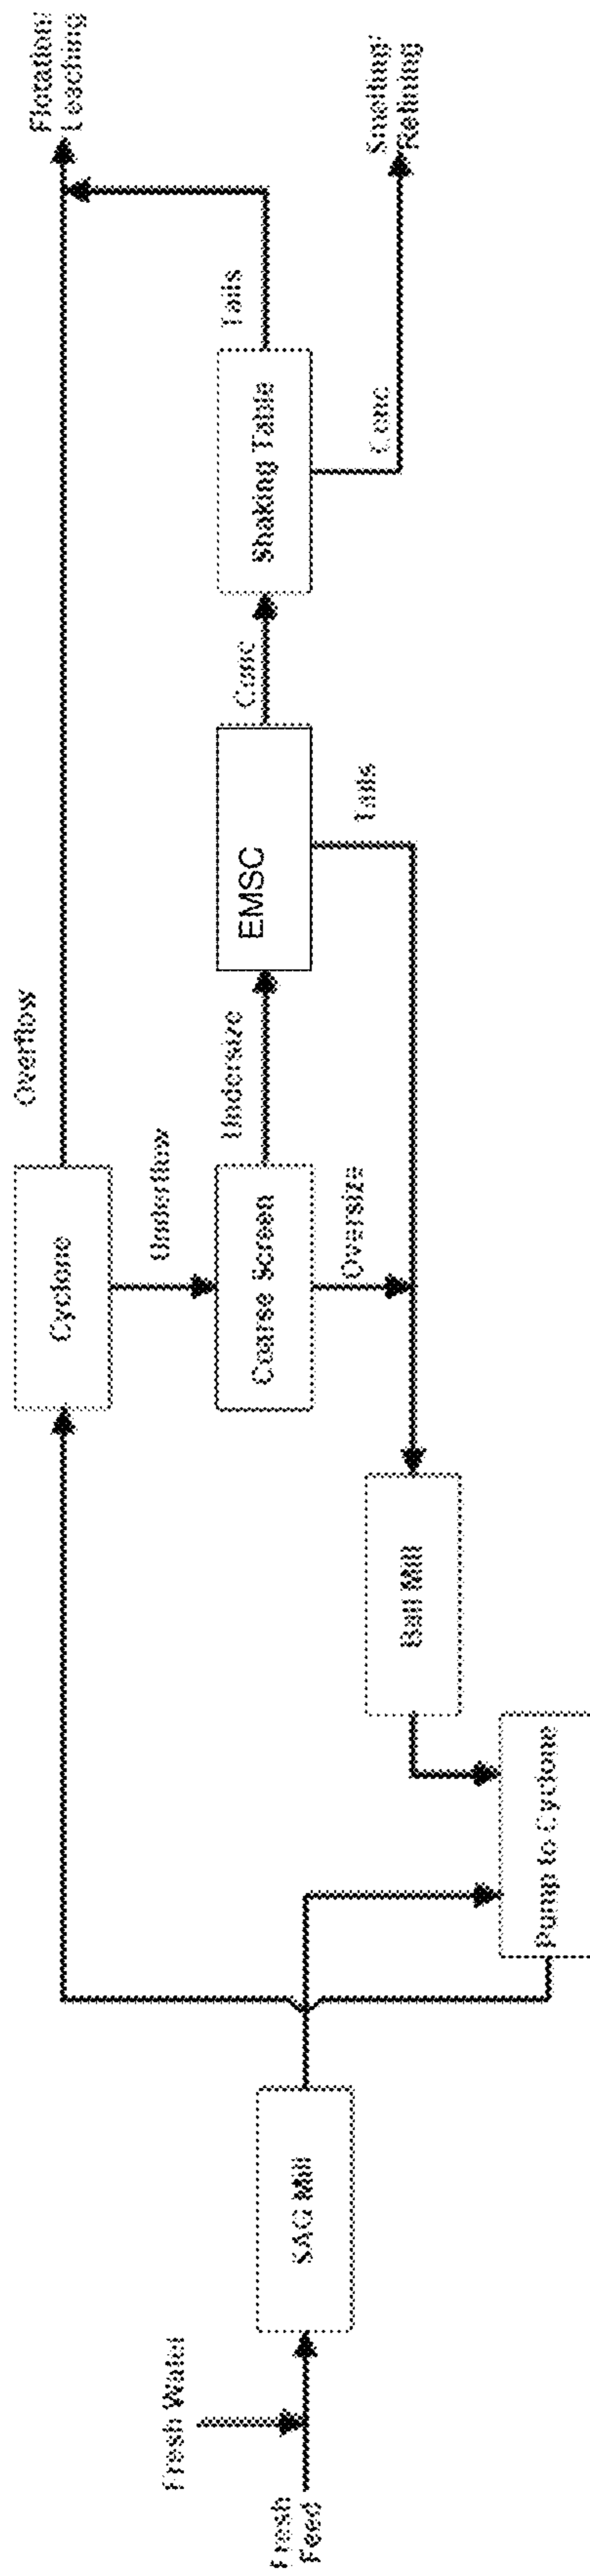 Fresh Water
Fresh
Feed
SAG Mill
Pump to Cyclone
Ball Mill
Cyclone
Overflow
Underflow
Coarse Screen
Undersize
Oversize
EMSC
Conc
Tails
Shaking Table
Tails
Conc
Flotation/
Leaching
Smelting/
Refining